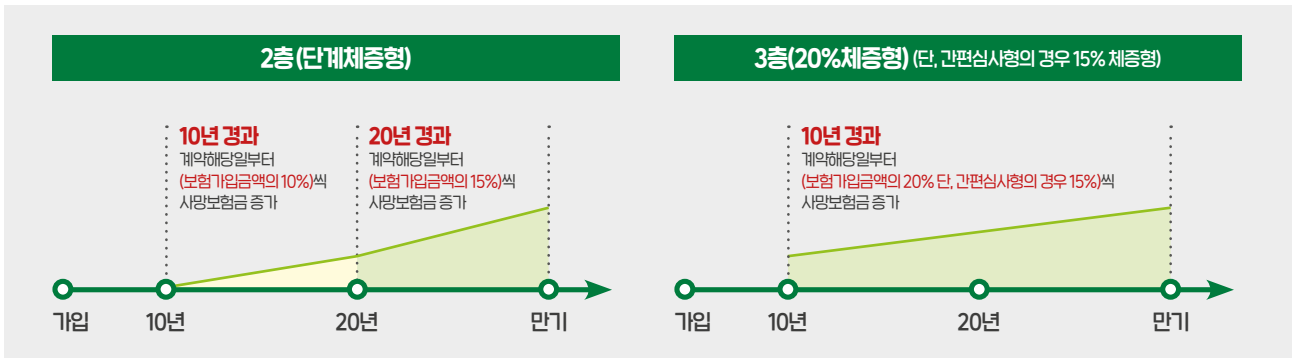 2층(단계체증형)
10년 경과
계약해당일부터
(보험가입금액의 10%)씩
사망보험금 증가
20년 경과
계약해당일부터
(보험가입금액의 15%)씩
사망보험금 증가
가입
10년
20년
만기
3층(20%체증형) (단, 간편심사형의 경우 15% 체증형)
10년 경과
계약해당일부터
(보험가입금액의 20% 단, 간편심사형의 경우 15%)씩
사망보험금 증가
가입
10년
20년
만기